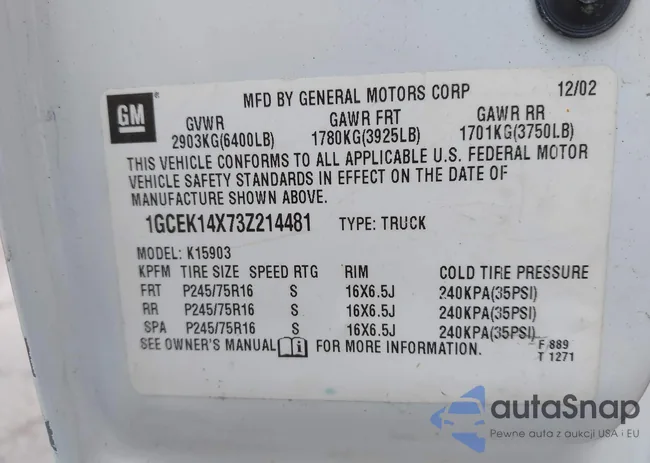 GM
MFD BY GENERAL MOTORS CORP 12/02
GVWR GAWR FRT GAWR RR
2903KG(6400LB) 1780KG(3925LB) 1701KG(3750LB)
THIS VEHICLE CONFORMS TO ALL APPLICABLE U.S. FEDERAL MOTOR
VEHICLE SAFETY STANDARDS IN EFFECT ON THE DATE OF
MANUFACTURE SHOWN ABOVE.
1GCEK14X73Z214481 TYPE: TRUCK
MODEL: K15903
KPFM TIRE SIZE SPEED RTG RIM COLD TIRE PRESSURE
FRT P245/75R16 S 16X6.5J 240KPA(35PSI)
RR P245/75R16 S 16X6.5J 240KPA(35PSI)
SPA P245/75R16 S 16X6.5J 240KPA(35PSI)
SEE OWNER'S MANUAL i FOR MORE INFORMATION. F 889
T 1271
autaSnap
Pewne auta z aukcji USA i EU